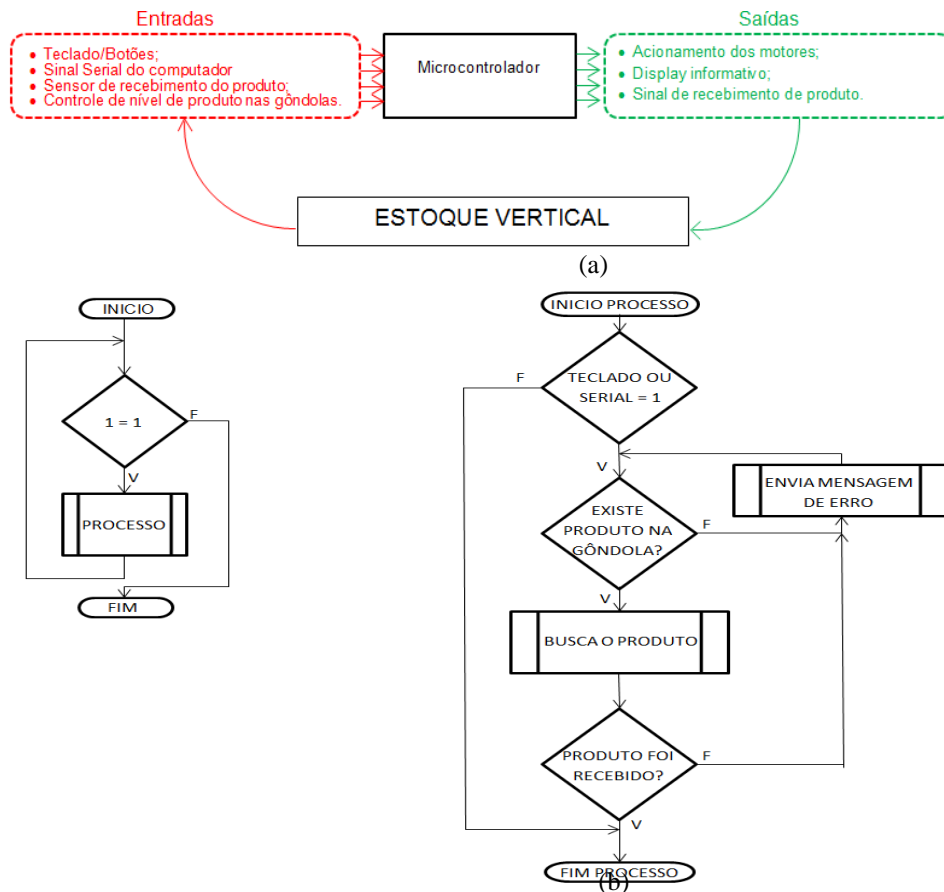 Entradas
Saídas
• Teclado/Botões;
• Sinal Serial do computador
• Sensor de recebimento do produto;
• Controle de nível de produto nas gôndolas.
Microcontrolador
• Acionamento dos motores;
• Display informativo;
• Sinal de recebimento de produto.
ESTOQUE VERTICAL
(a)
INICIO
1 = 1
F
V
PROCESSO
FIM
INICIO PROCESSO
F
TECLADO OU
SERIAL = 1
V
ENVIA MENSAGEM
DE ERRO
EXISTE
PRODUTO NA
GÔNDOLA?
F
V
BUSCA O PRODUTO
PRODUTO FOI
RECEBIDO?
F
V
FIM PROCESSO
(b)